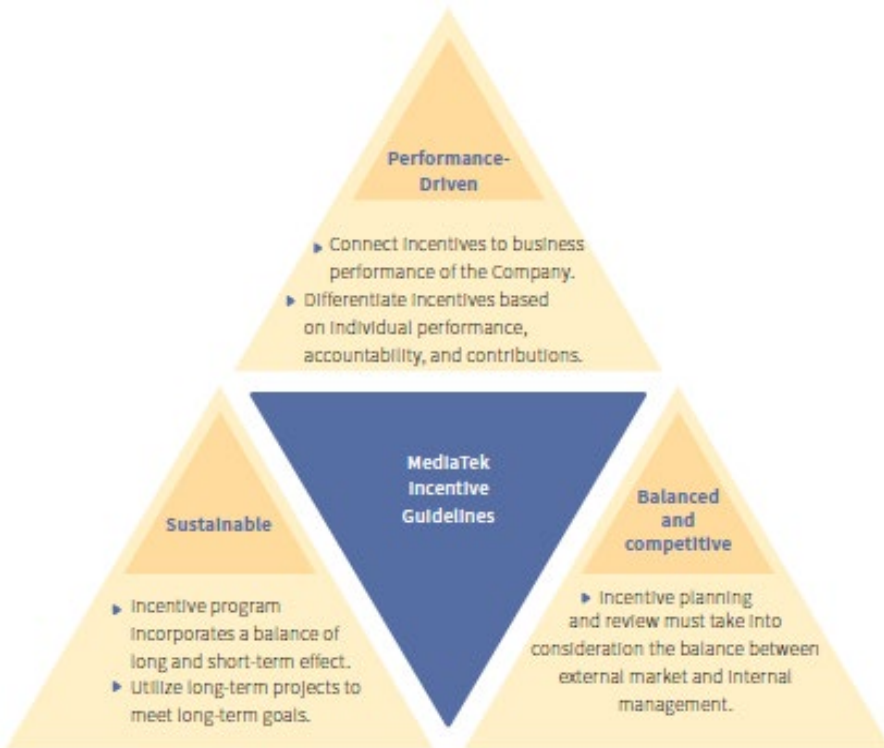 Performance-
Driven
Connect incentives to business
performance of the Company.
Differentiate incentives based
on individual performance,
accountability, and contributions.
MediaTek
Incentive
Guidelines
Sustainable
Incentive program
incorporates a balance of
long and short-term effect.
Utilize long-term projects to
meet long-term goals.
Balanced
and
competitive
Incentive planning
and review must take into
consideration the balance between
external market and internal
management.